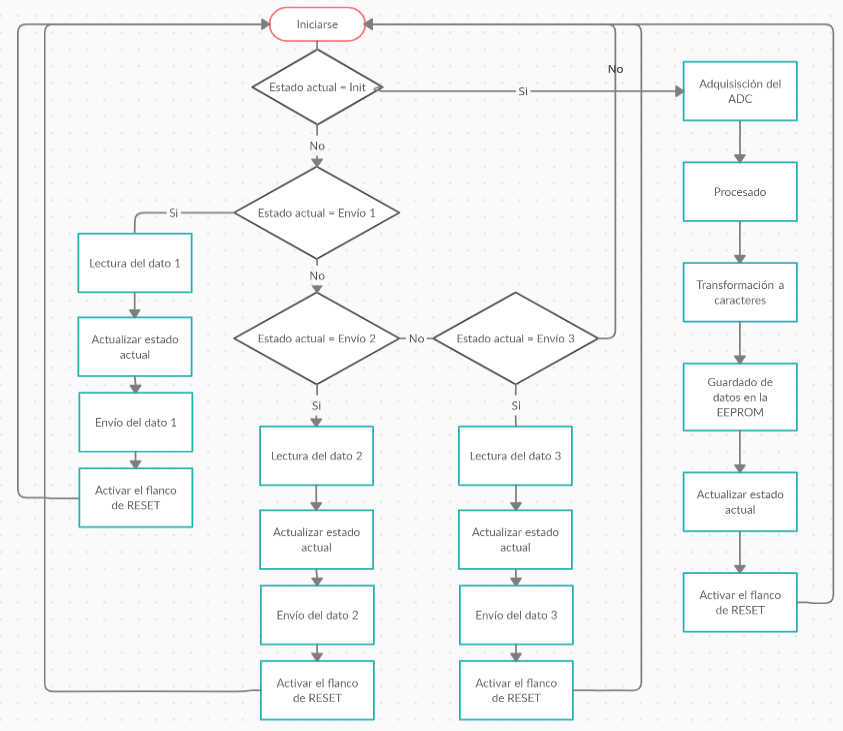 Iniciarse
Estado actual = Init
No
Si
No
Adquisisción del
ADC
Procesado
Estado actual = Envío 1
Si
Lectura del dato 1
No
Transformación a
caracteres
Actualizar estado
actual
Estado actual = Envío 2
No
Estado actual = Envío 3
Guardado de
datos en la
EEPROM
Envío del dato 1
Si
Si
Activar el flanco
de RESET
Lectura del dato 2
Lectura del dato 3
Actualizar estado
actual
Actualizar estado
actual
Actualizar estado
actual
Envío del dato 2
Envío del dato 3
Activar el flanco
de RESET
Activar el flanco
de RESET
Activar el flanco
de RESET